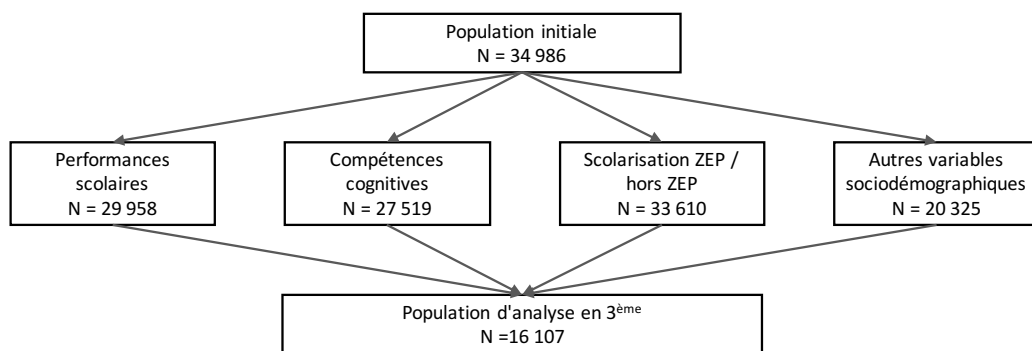 Population initiale
N = 34 986
Performances
scolaires
N = 29 958
Compétences
cognitives
N = 27 519
Scolarisation ZEP /
hors ZEP
N = 33 610
Autres variables
sociodémographiques
N = 20 325
Population d'analyse en 3ème
N =16 107